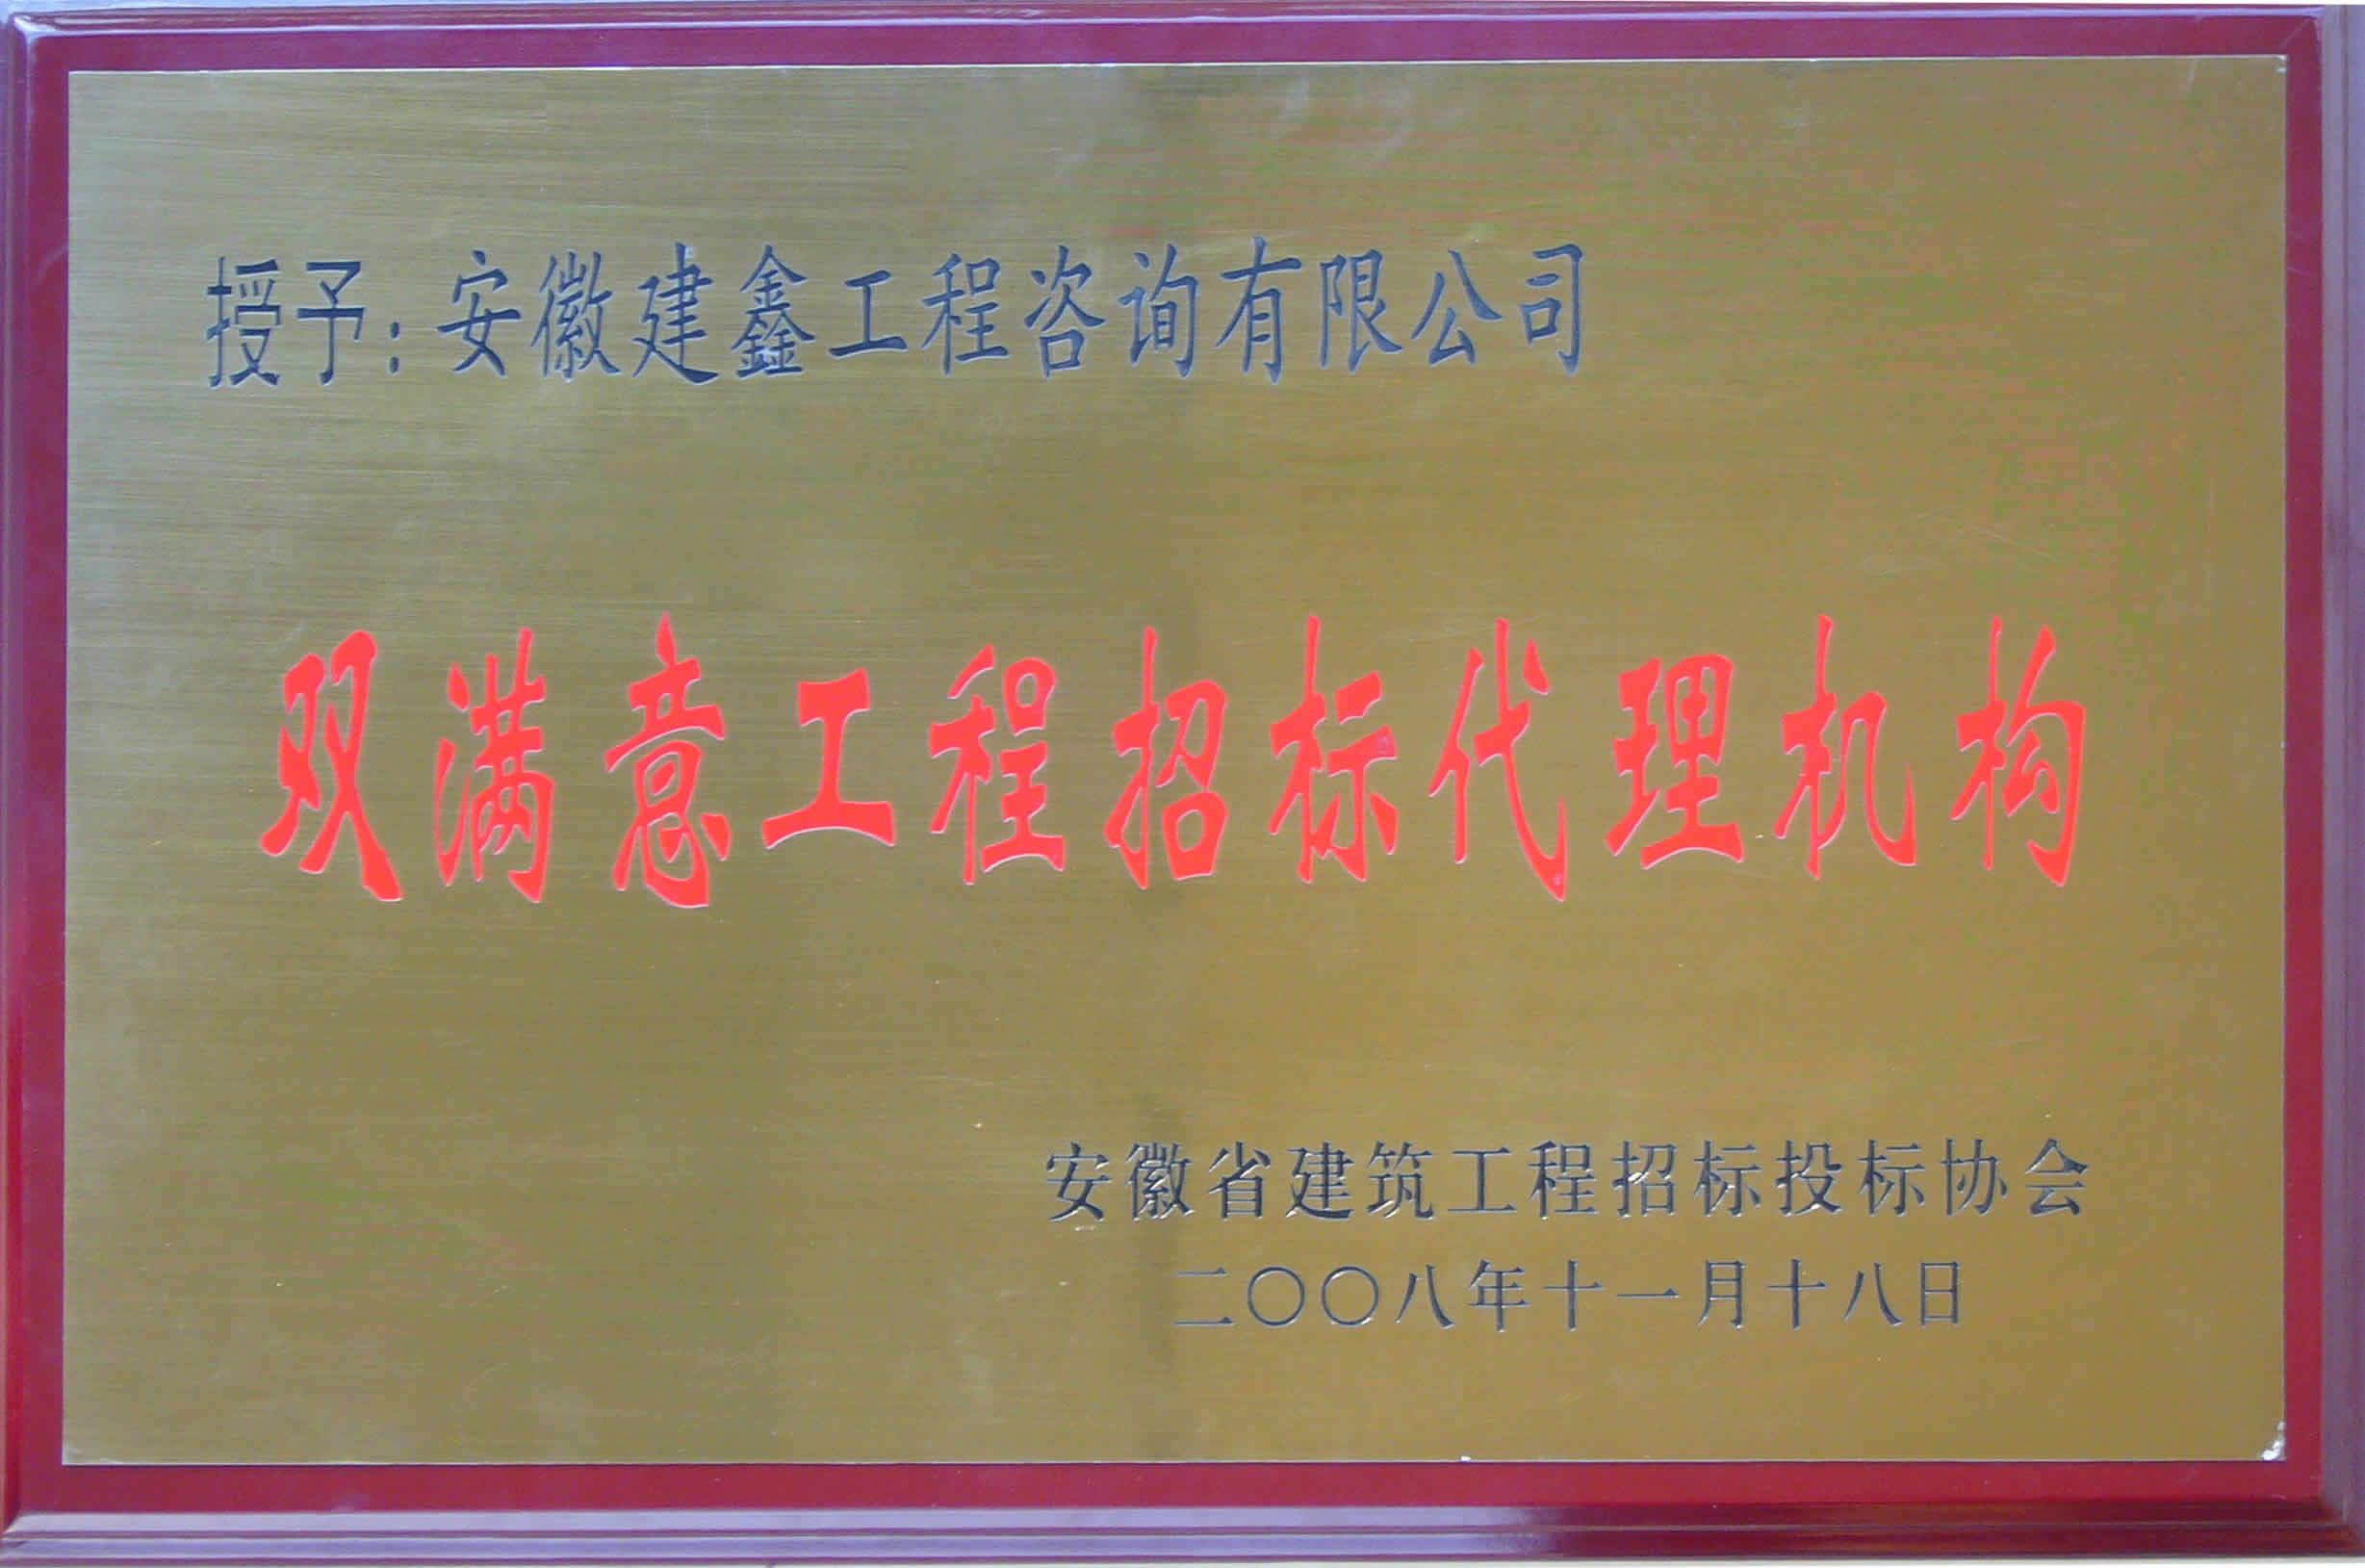 授予：安徽建鑫工程咨询有限公司
双满意工程招标代理机构
安徽省建筑工程招标投标协会
二〇〇八年十一月十八日